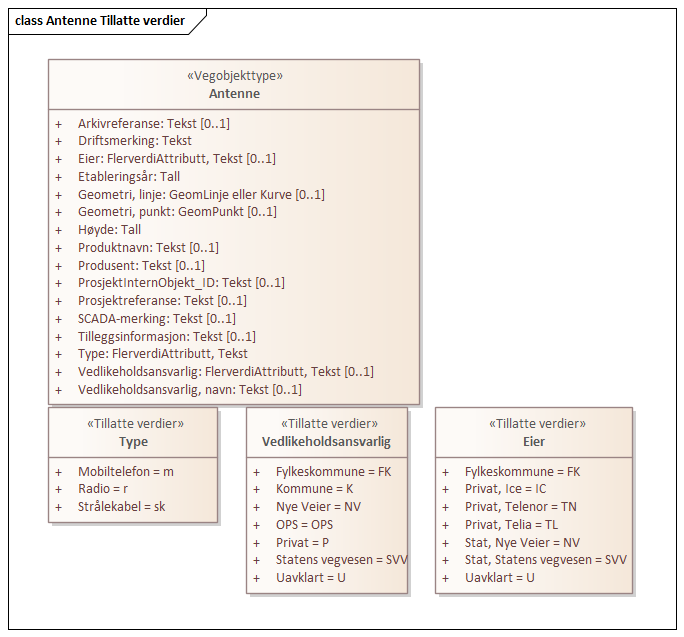 class Antenne Tillatte verdier
«Vegobjekttype»
Antenne
+ Arkivreferanse: Tekst [0..1]
+ Driftsmerking: Tekst
+ Eier: FlerverdiAttributt, Tekst [0..1]
+ Etableringsår: Tall
+ Geometri, linje: GeomLinje eller Kurve [0..1]
+ Geometri, punkt: GeomPunkt [0..1]
+ Høyde: Tall
+ Produktnavn: Tekst [0..1]
+ Produsent: Tekst [0..1]
+ ProsjektInternObjekt_ID: Tekst [0..1]
+ Prosjektreferanse: Tekst [0..1]
+ SCADA-merking: Tekst [0..1]
+ Tilleggsinformasjon: Tekst [0..1]
+ Type: FlerverdiAttributt, Tekst
+ Vedlikeholdsansvarlig: FlerverdiAttributt, Tekst [0..1]
+ Vedlikeholdsansvarlig, navn: Tekst [0..1]
«Tillatte verdier»
Type
+ Mobiltelefon = m
+ Radio = r
+ Strålekabel = sk
«Tillatte verdier»
Vedlikeholdsansvarlig
+ Fylkeskommune = FK
+ Kommune = K
+ Nye Veier = NV
+ OPS = OPS
+ Privat = P
+ Statens vegvesen = SVV
+ Uavklart = U
«Tillatte verdier»
Eier
+ Fylkeskommune = FK
+ Privat, Ice = IC
+ Privat, Telenor = TN
+ Privat, Telia = TL
+ Stat, Nye Veier = NV
+ Stat, Statens vegvesen = SVV
+ Uavklart = U